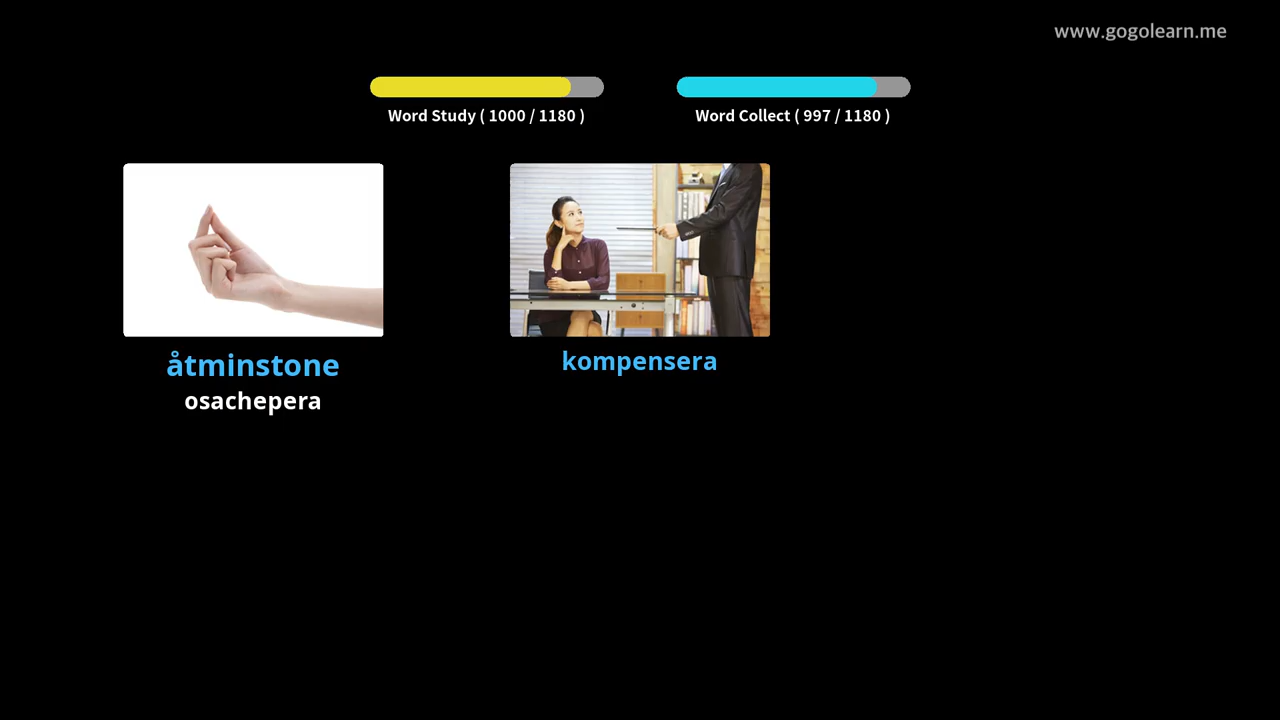 www.gogolearn.me
Word Study ( 1000 / 1180 )
Word Collect ( 997 / 1180 )
åtminstone
osachepera
kompensera